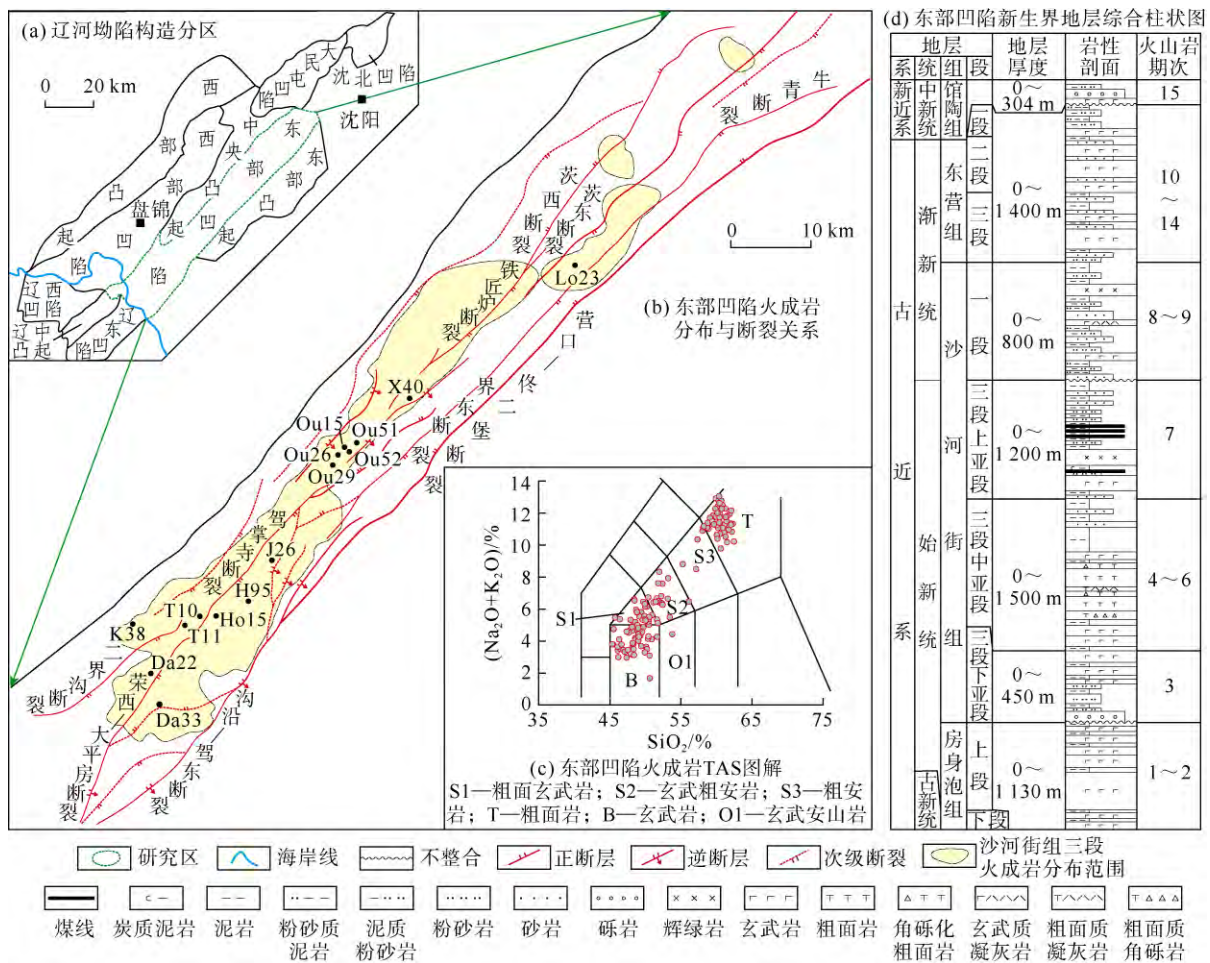 (a) 辽河坳陷构造分区
0 20 km
西部凸起
西部凹陷
中央凸起
东部凹陷
东部凸起
大民屯凹陷
沈北凹陷
沈阳
盘锦
辽西凹陷
辽中凸起
辽东凹陷
(b) 东部凹陷火成岩
分布与断裂关系
0 10 km
青牛断裂
茨西断裂
茨东断裂
铁匠炉断裂
营口—佟二堡断裂
界东断裂
驾掌寺断裂
二界沟断裂
大平房断裂
荣西
驾东断裂
沿沟
Lo23
X40
Ou15
Ou51
Ou26
Ou52
Ou29
J26
H95
T10
Ho15
K38
T11
Da22
Da33
(Na₂O+K₂O)/%
14
12
10
8
6
4
2
0
35 45 55 65 75
SiO₂/%
T
S3
S2
S1
O1
B
(c) 东部凹陷火成岩TAS图解
S1—粗面玄武岩；S2—玄武粗安岩；S3—粗安
岩；T—粗面岩；B—玄武岩；O1—玄武安山岩
(d) 东部凹陷新生界地层综合柱状图
地层
系 统 组 段
地层厚度
岩性剖面
火山岩期次
新近系 中新统 馆陶组 0～304 m 15
古近系 渐新统 东营组 一段
二段
三段
0～1 400 m 10～14
沙河街组 一段 0～800 m 8～9
始新统 三段上亚段 0～1 200 m 7
三段中亚段 0～1 500 m 4～6
三段下亚段 0～450 m 3
房身泡组 上段 0～1 130 m 1～2
古新统 下段
研究区 海岸线 不整合 正断层 逆断层 次级断裂 沙河街组三段
火成岩分布范围
煤线 炭质泥岩 泥岩 粉砂质泥岩 泥质粉砂岩 粉砂岩 砂岩 砾岩 辉绿岩 玄武岩 粗面岩 角砾化粗面岩 玄武质凝灰岩 粗面质凝灰岩 粗面质角砾岩